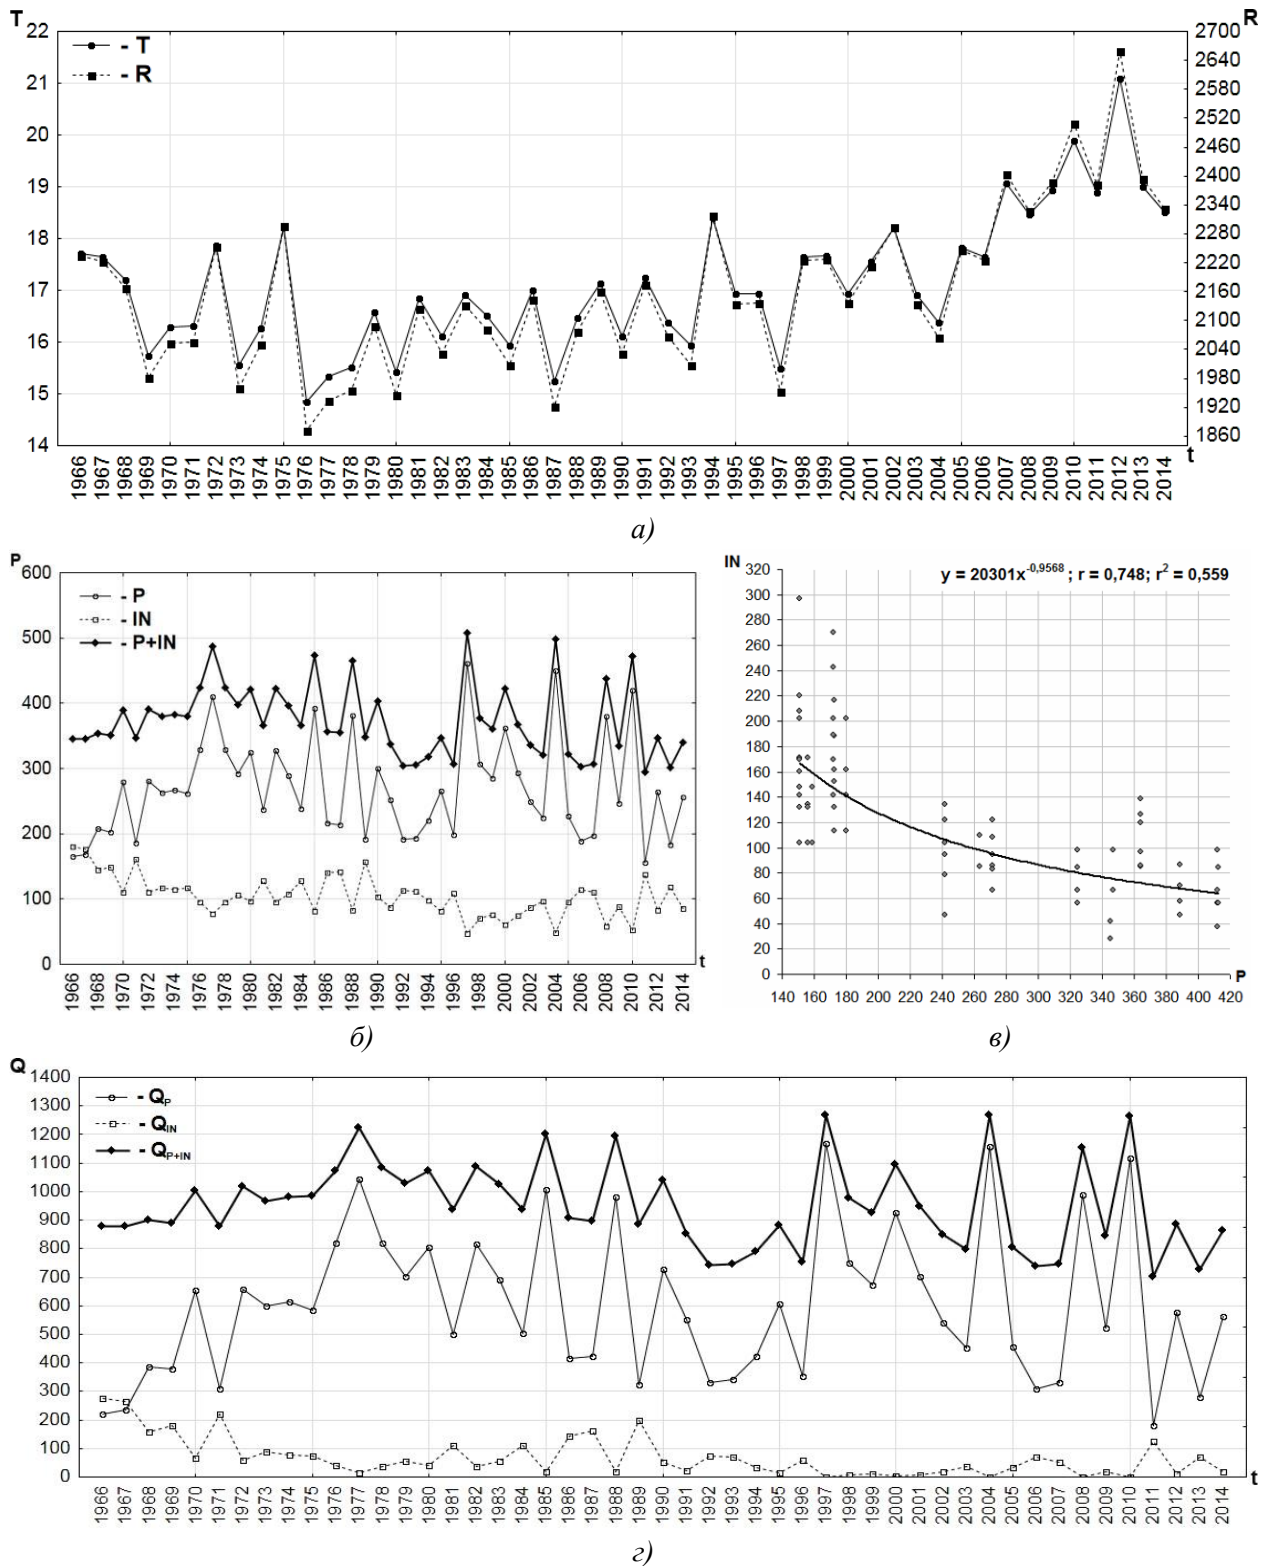 T
R
22
21
20
19
18
17
16
15
14
- T
- R
2700
2640
2580
2520
2460
2400
2340
2280
2220
2160
2100
2040
1980
1920
1860
t
1966 1967 1968 1969 1970 1971 1972 1973 1974 1975 1976 1977 1978 1979 1980 1981 1982 1983 1984 1985 1986 1987 1988 1989 1990 1991 1992 1993 1994 1995 1996 1997 1998 1999 2000 2001 2002 2003 2004 2005 2006 2007 2008 2009 2010 2011 2012 2013 2014
а)
P
600
500
400
300
200
100
0
- P
- IN
- P+IN
t
1966 1968 1970 1972 1974 1976 1978 1980 1982 1984 1986 1988 1990 1992 1994 1996 1998 2000 2002 2004 2006 2008 2010 2012 2014
б)
IN
y = 20301x^-0,9568 ; r = 0,748; r² = 0,559
320
300
280
260
240
220
200
180
160
140
120
100
80
60
40
20
0
P
140 160 180 200 220 240 260 280 300 320 340 360 380 400 420
в)
Q
1400
1300
1200
1100
1000
900
800
700
600
500
400
300
200
100
0
- QP
- QIN
- QP+IN
t
1966 1967 1968 1969 1970 1971 1972 1973 1974 1975 1976 1977 1978 1979 1980 1981 1982 1983 1984 1985 1986 1987 1988 1989 1990 1991 1992 1993 1994 1995 1996 1997 1998 1999 2000 2001 2002 2003 2004 2005 2006 2007 2008 2009 2010 2011 2012 2013 2014
г)